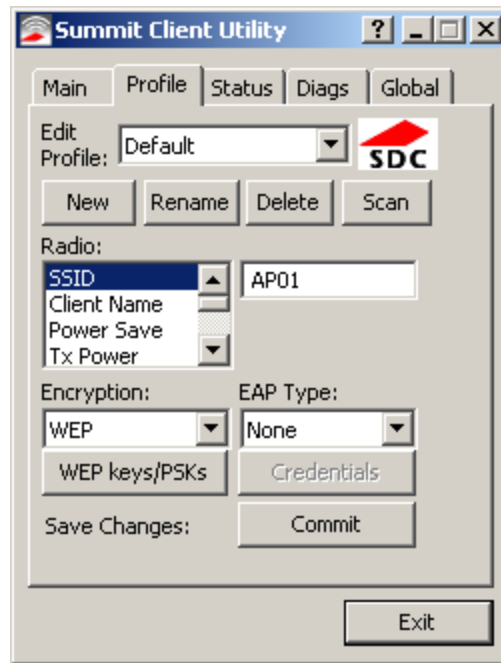 Summit Client Utility ? _ □ X
Main Profile Status Diags Global
Edit Profile: Default
SDC
New Rename Delete Scan
Radio:
SSID AP01
Client Name
Power Save
Tx Power
Encryption: EAP Type:
WEP None
WEP keys/PSKs Credentials
Save Changes: Commit
Exit